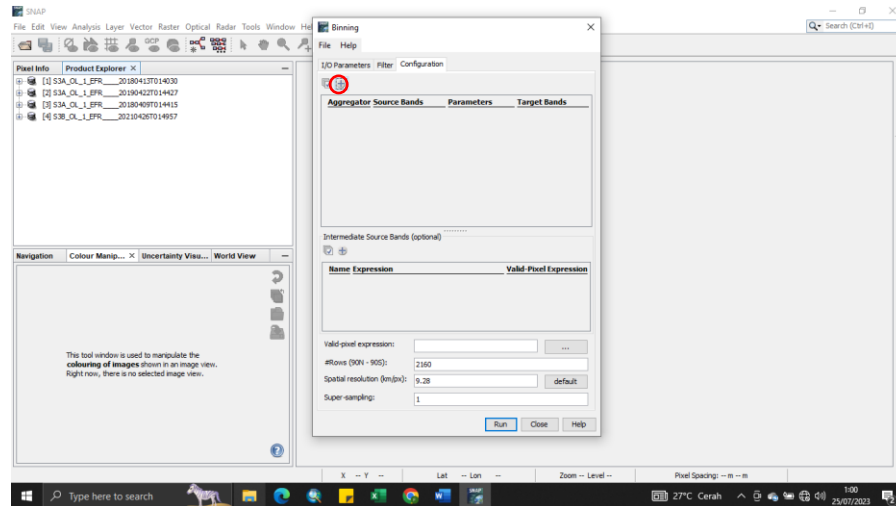 SNAP
File Edit View Analysis Layer Vector Raster Optical Radar Tools Window Hel
Search (Ctrl+I)
GCP
Pixel Info Product Explorer
[1] S3A_OL_1_EFR____20180413T014030
[2] S3A_OL_1_EFR____20190422T014427
[3] S3A_OL_1_EFR____20180409T014415
[4] S3B_OL_1_EFR____20210426T014957
Navigation Colour Manip... Uncertainty Visu... World View
This tool window is used to manipulate the
colouring of images shown in an image view.
Right now, there is no selected image view.
Binning
File Help
I/O Parameters Filter Configuration
Aggregator Source Bands Parameters Target Bands
Intermediate Source Bands (optional)
Name Expression Valid-Pixel Expression
Valid-pixel expression: ...
#Rows (90N - 90S): 2160
Spatial resolution (km/px): 9.28 default
Super-sampling: 1
Run Close Help
X -- Y -- Lat -- Lon -- Zoom -- Level -- Pixel Spacing: -- m -- m
Type here to search
27°C Cerah
1:00
25/07/2023